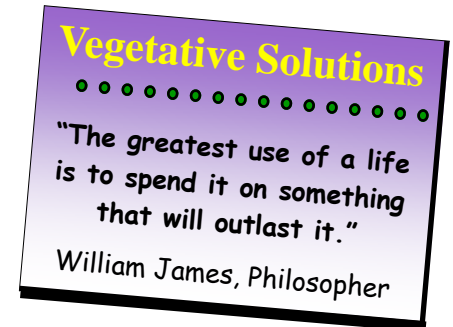 Vegetative Solutions
“The greatest use of a life
is to spend it on something
that will outlast it.”
William James, Philosopher